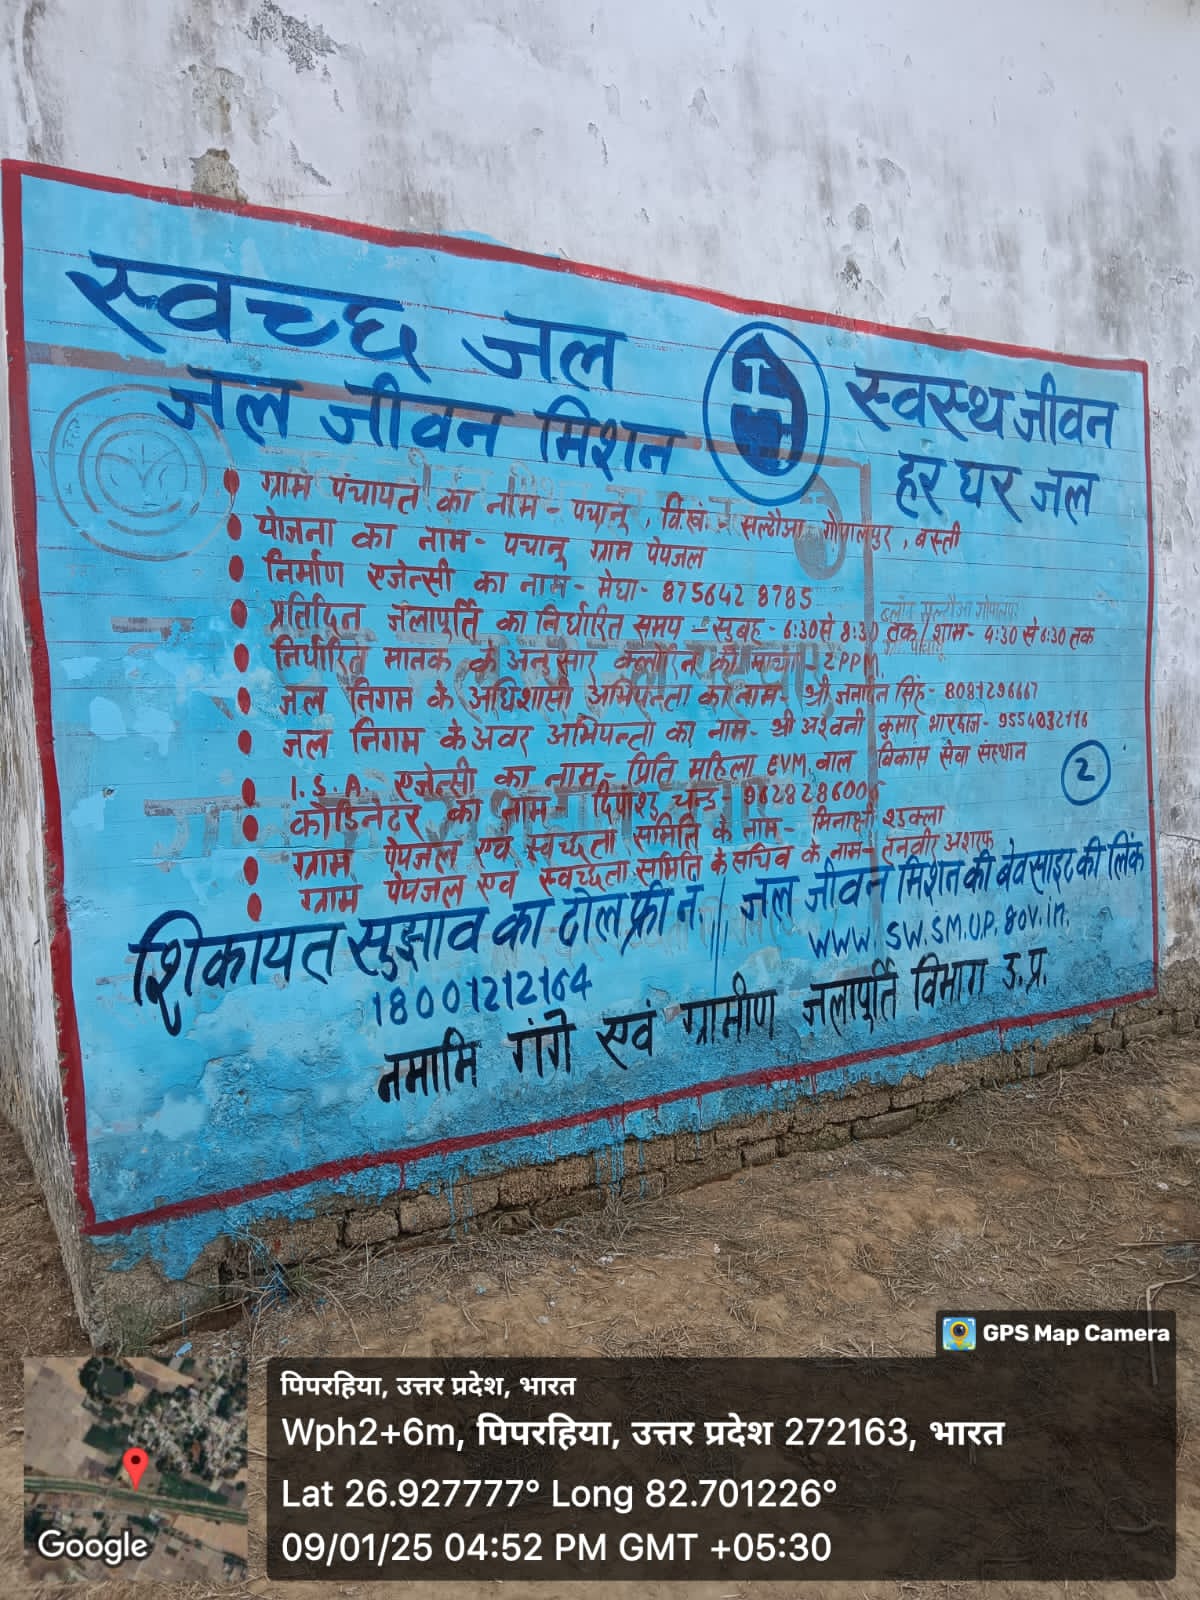 स्वच्छ जल
स्वस्थ जीवन
जल जीवन मिशन
हर घर जल
ग्राम पंचायत का नाम - पचानू , वि.खं. - सल्टौआ गोपालपुर , बस्ती
योजना का नाम - पचानू ग्राम पेयजल
निर्माण एजेन्सी का नाम - मेघा - 8756428785
प्रतिदिन जलापूर्ति का निर्धारित समय - सुबह - 6:30 से 8:30 तक / शाम - 4:30 से 6:30 तक
निर्धारित मानक के अनुसार क्लोरिन की मात्रा - 2 PPM
जल निगम के अधिशासी अभियन्ता का नाम - श्री जनार्दन सिंह - 8081296667
जल निगम के अवर अभियन्ता का नाम - श्री अश्वनी कुमार भारद्वाज - 9554032116
I.S.A. एजेन्सी का नाम - प्रिति महिला EVM. बाल विकास सेवा संस्थान
2
कोडिनेटर का नाम - दिपांशु चन्द्र - 9628286006
ग्राम पेयजल एवं स्वच्छता समिति के नाम - मिनाक्षी शुक्ला
ग्राम पेयजल एवं स्वच्छता समिति के सचिव के नाम - तनवीर अशरफ
शिकायत सुझाव का टोल फ्री न. // जल जीवन मिशन की बेवसाइट की लिंक
18001212164 www.sw.sm.up.gov.in.
नमामि गंगे एवं ग्रामीण जलापूर्ति विभाग उ.प्र.
GPS Map Camera
पिपरहिया, उत्तर प्रदेश, भारत
Wph2+6m, पिपरहिया, उत्तर प्रदेश 272163, भारत
Lat 26.927777° Long 82.701226°
09/01/25 04:52 PM GMT +05:30
Google